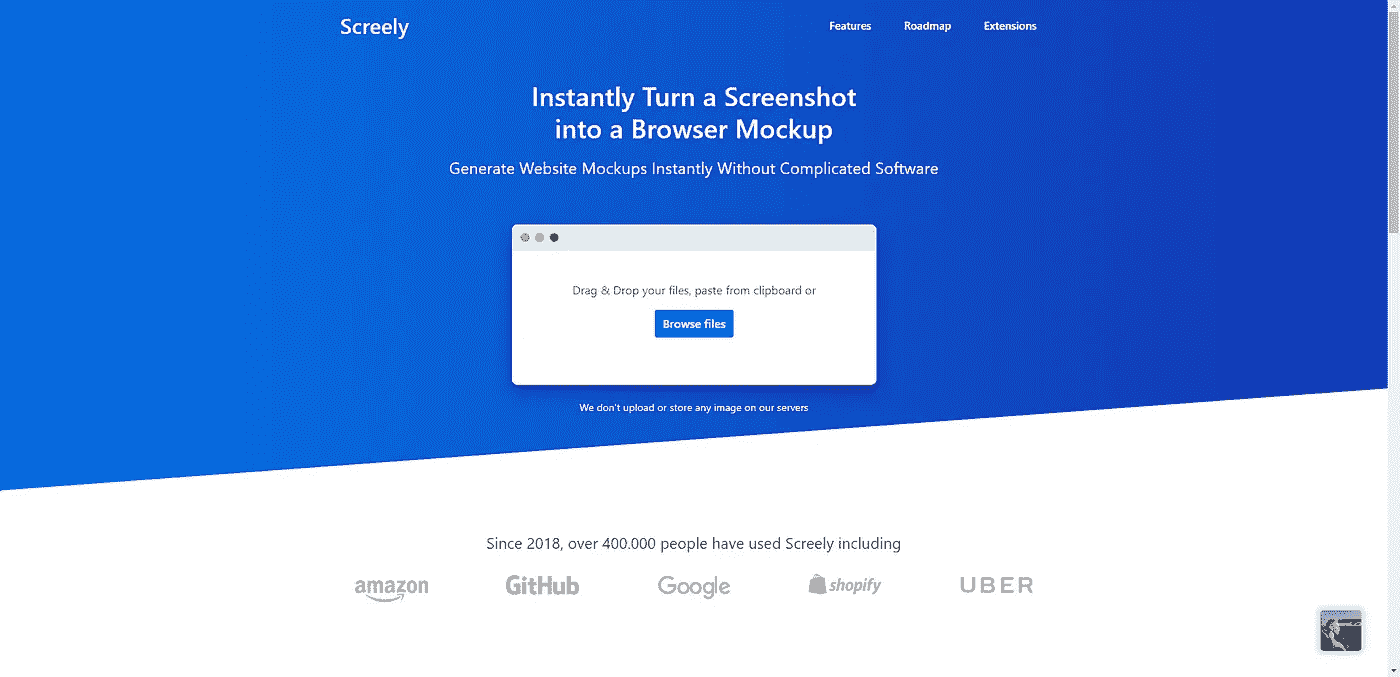 Screely
Features Roadmap Extensions
Instantly Turn a Screenshot
into a Browser Mockup
Generate Website Mockups Instantly Without Complicated Software
Drag & Drop your files, paste from clipboard or
Browse files
We don't upload or store any image on our servers
Since 2018, over 400.000 people have used Screely including
amazon GitHub Google shopify UBER